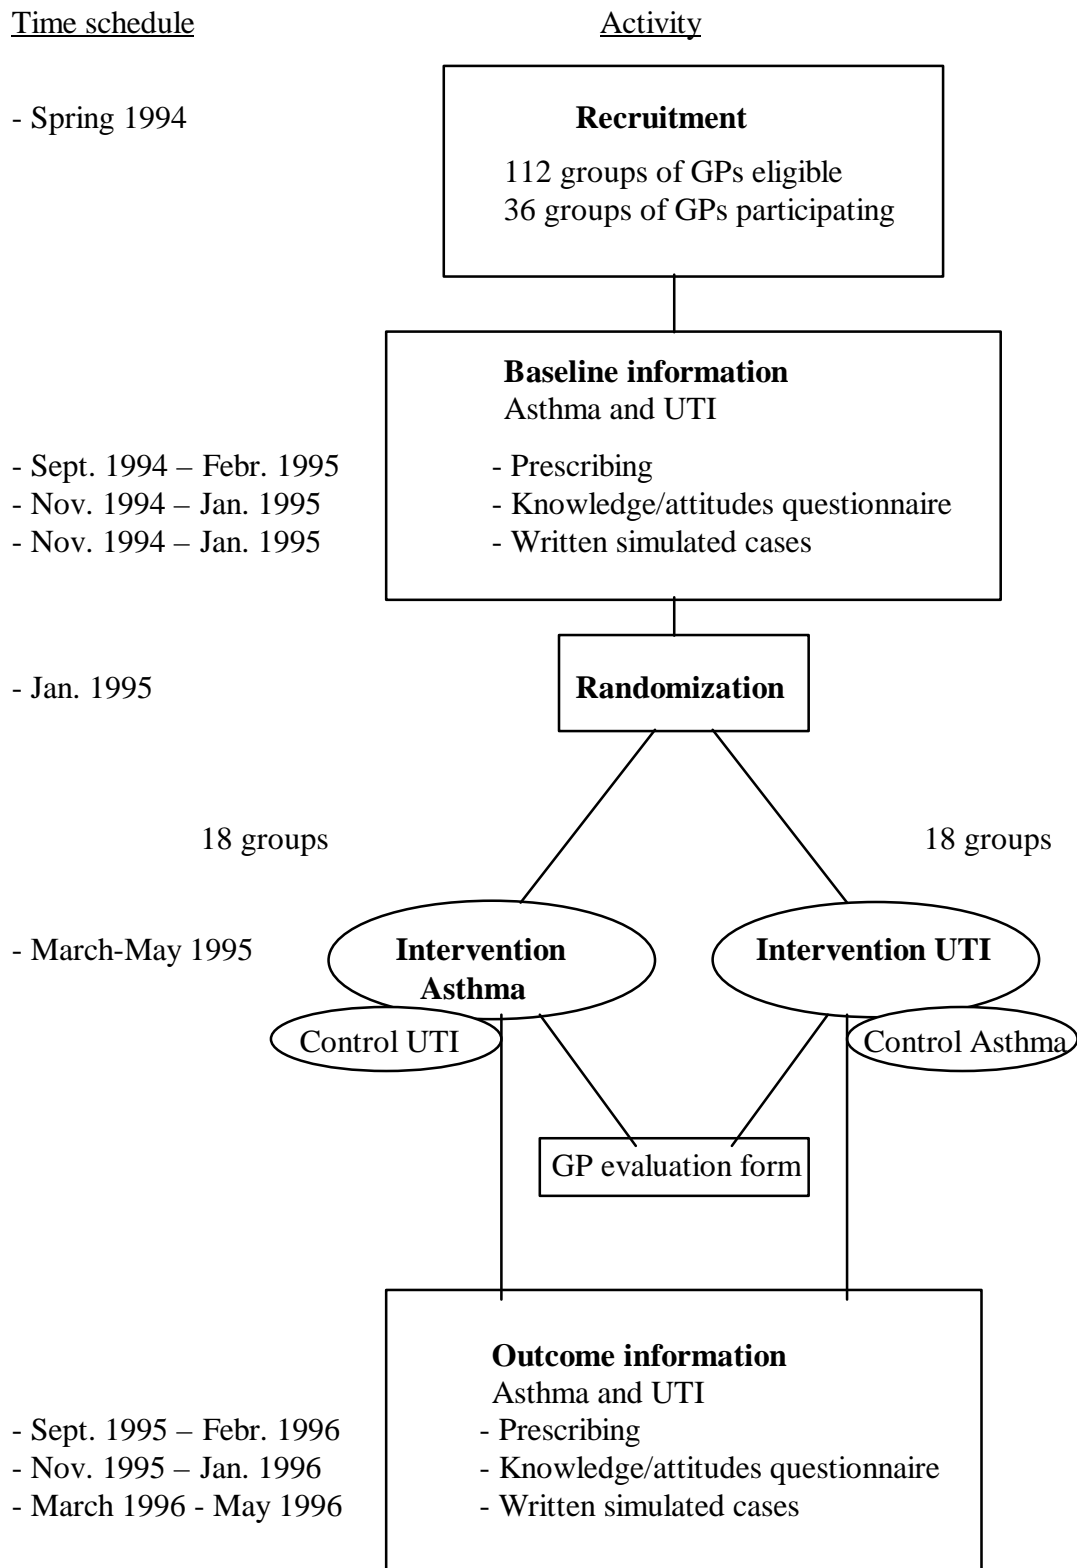 Time schedule Activity
- Spring 1994 Recruitment
112 groups of GPs eligible
36 groups of GPs participating
Baseline information
Asthma and UTI
- Sept. 1994 – Febr. 1995 - Prescribing
- Nov. 1994 – Jan. 1995 - Knowledge/attitudes questionnaire
- Nov. 1994 – Jan. 1995 - Written simulated cases
- Jan. 1995 Randomization
18 groups 18 groups
- March-May 1995 Intervention Intervention UTI
Asthma
Control UTI Control Asthma
GP evaluation form
Outcome information
Asthma and UTI
- Sept. 1995 – Febr. 1996 - Prescribing
- Nov. 1995 – Jan. 1996 - Knowledge/attitudes questionnaire
- March 1996 - May 1996 - Written simulated cases